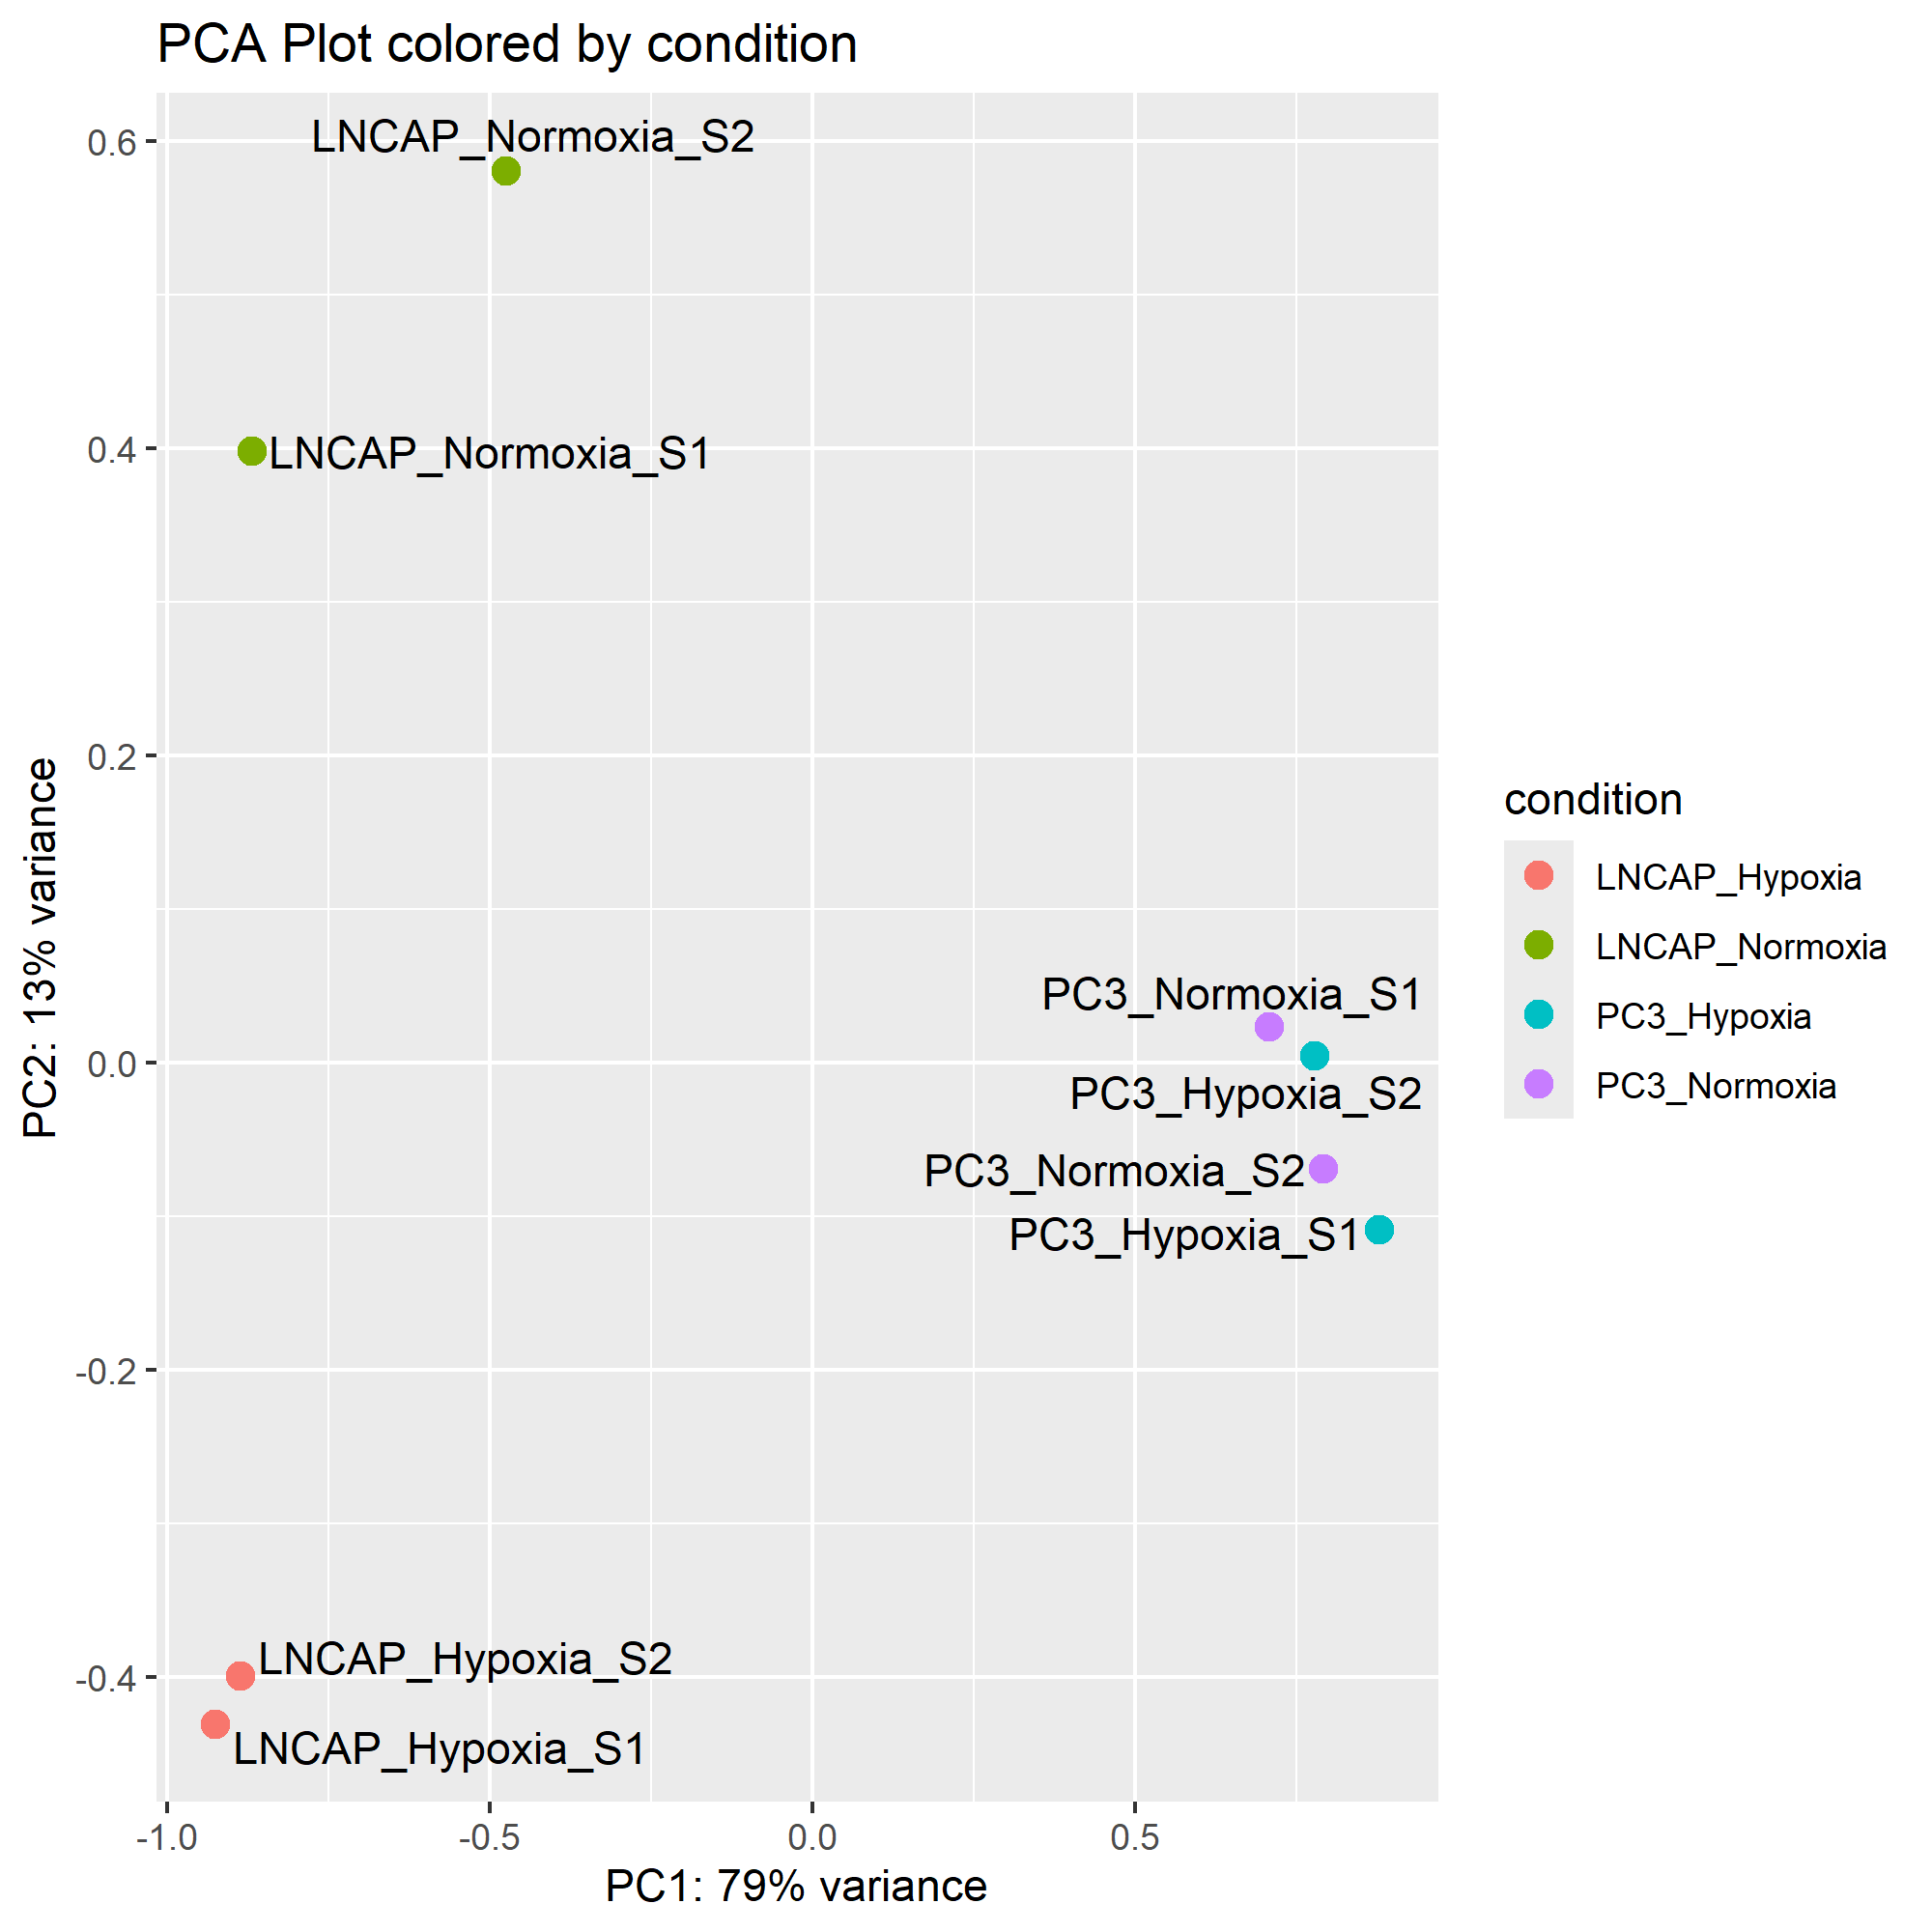 PCA Plot colored by condition
LNCAP_Normoxia_S2
LNCAP_Normoxia_S1
PC3_Normoxia_S1
PC3_Hypoxia_S2
PC3_Normoxia_S2
PC3_Hypoxia_S1
LNCAP_Hypoxia_S2
LNCAP_Hypoxia_S1
0.6
0.4
0.2
0.0
-0.2
-0.4
PC2: 13% variance
-1.0
-0.5
0.0
0.5
PC1: 79% variance
condition
LNCAP_Hypoxia
LNCAP_Normoxia
PC3_Hypoxia
PC3_Normoxia